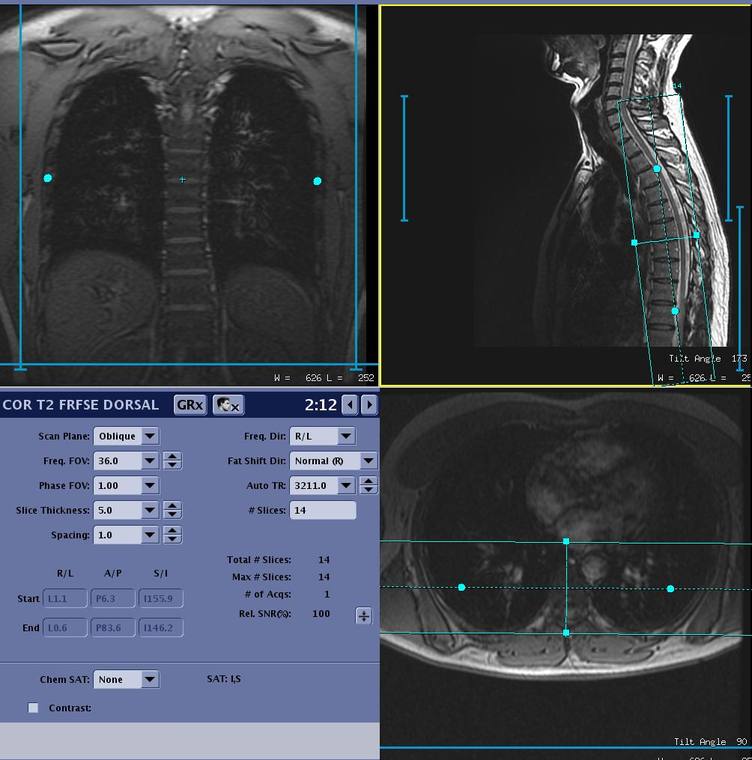 W = 626 L = 252
14
Tilt Angle 173
W = 626 L = 25
COR T2 FRFSE DORSAL GRx 2:12
Scan Plane: Oblique Freq. Dir: R/L
Freq. FOV: 36.0 Fat Shift Dir: Normal (R)
Phase FOV: 1.00 Auto TR: 3211.0
Slice Thickness: 5.0 # Slices: 14
Spacing: 1.0
Total # Slices: 14
R/L A/P S/I Max # Slices: 14
# of Acqs: 1
Start L1.1 P6.3 I155.9
Rel. SNR(%): 100
End L0.6 P83.6 I146.2
Chem SAT: None SAT: I,S
Contrast:
Tilt Angle 90